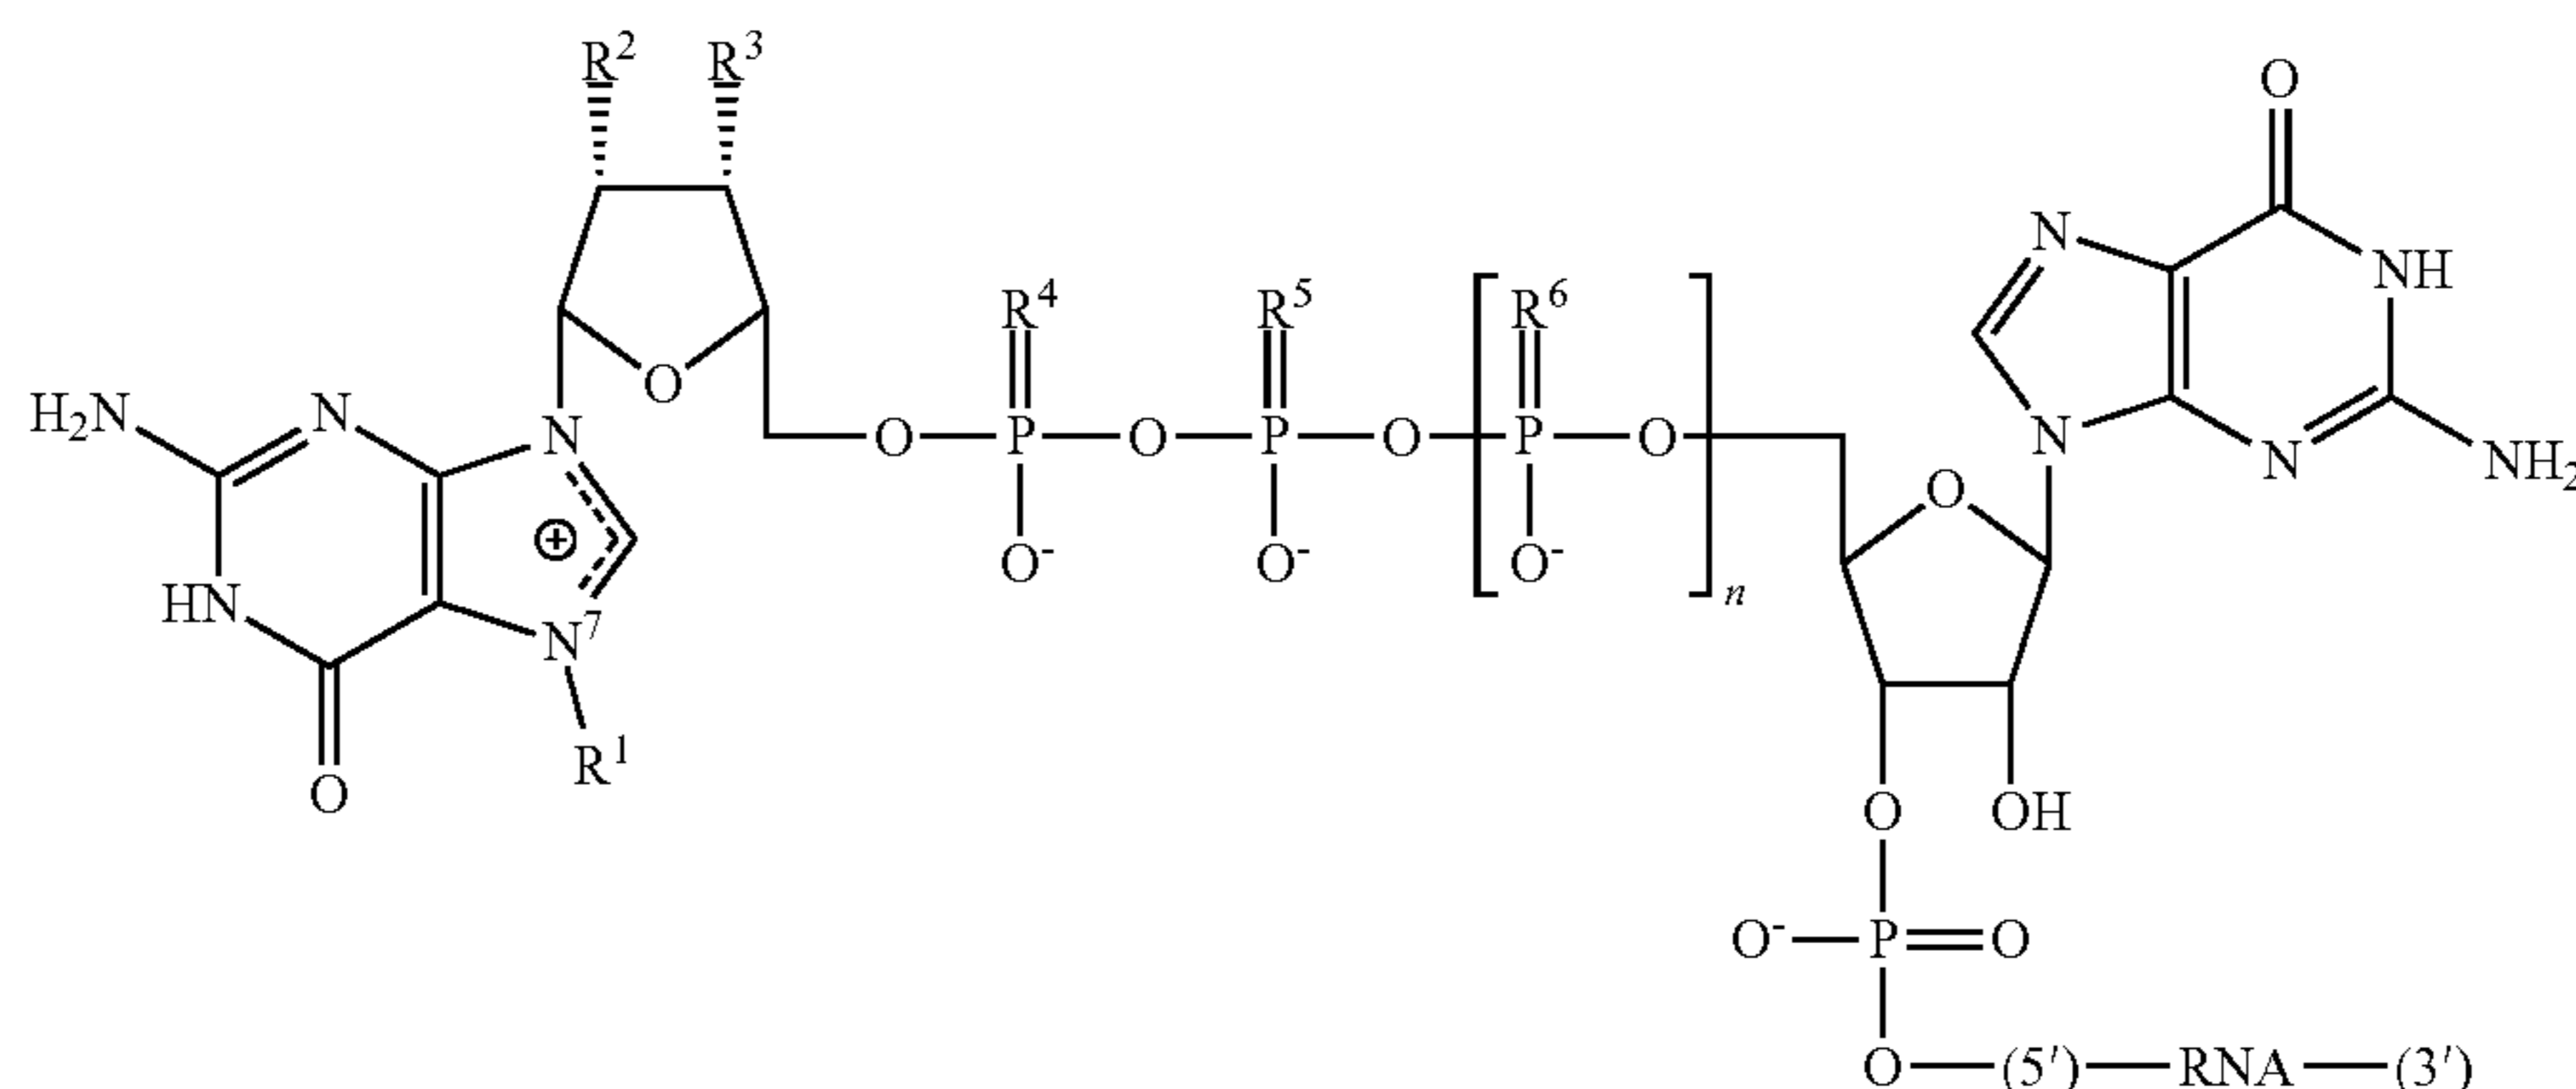 R² R³
O
N
NH
R⁴ R⁵ R⁶
O
H₂N N N O P O P O P O N N NH₂
O
⊕
O⁻ O⁻ O⁻ n
HN N⁷
R¹
O O OH
O⁻ P O
O (5′) RNA (3′)